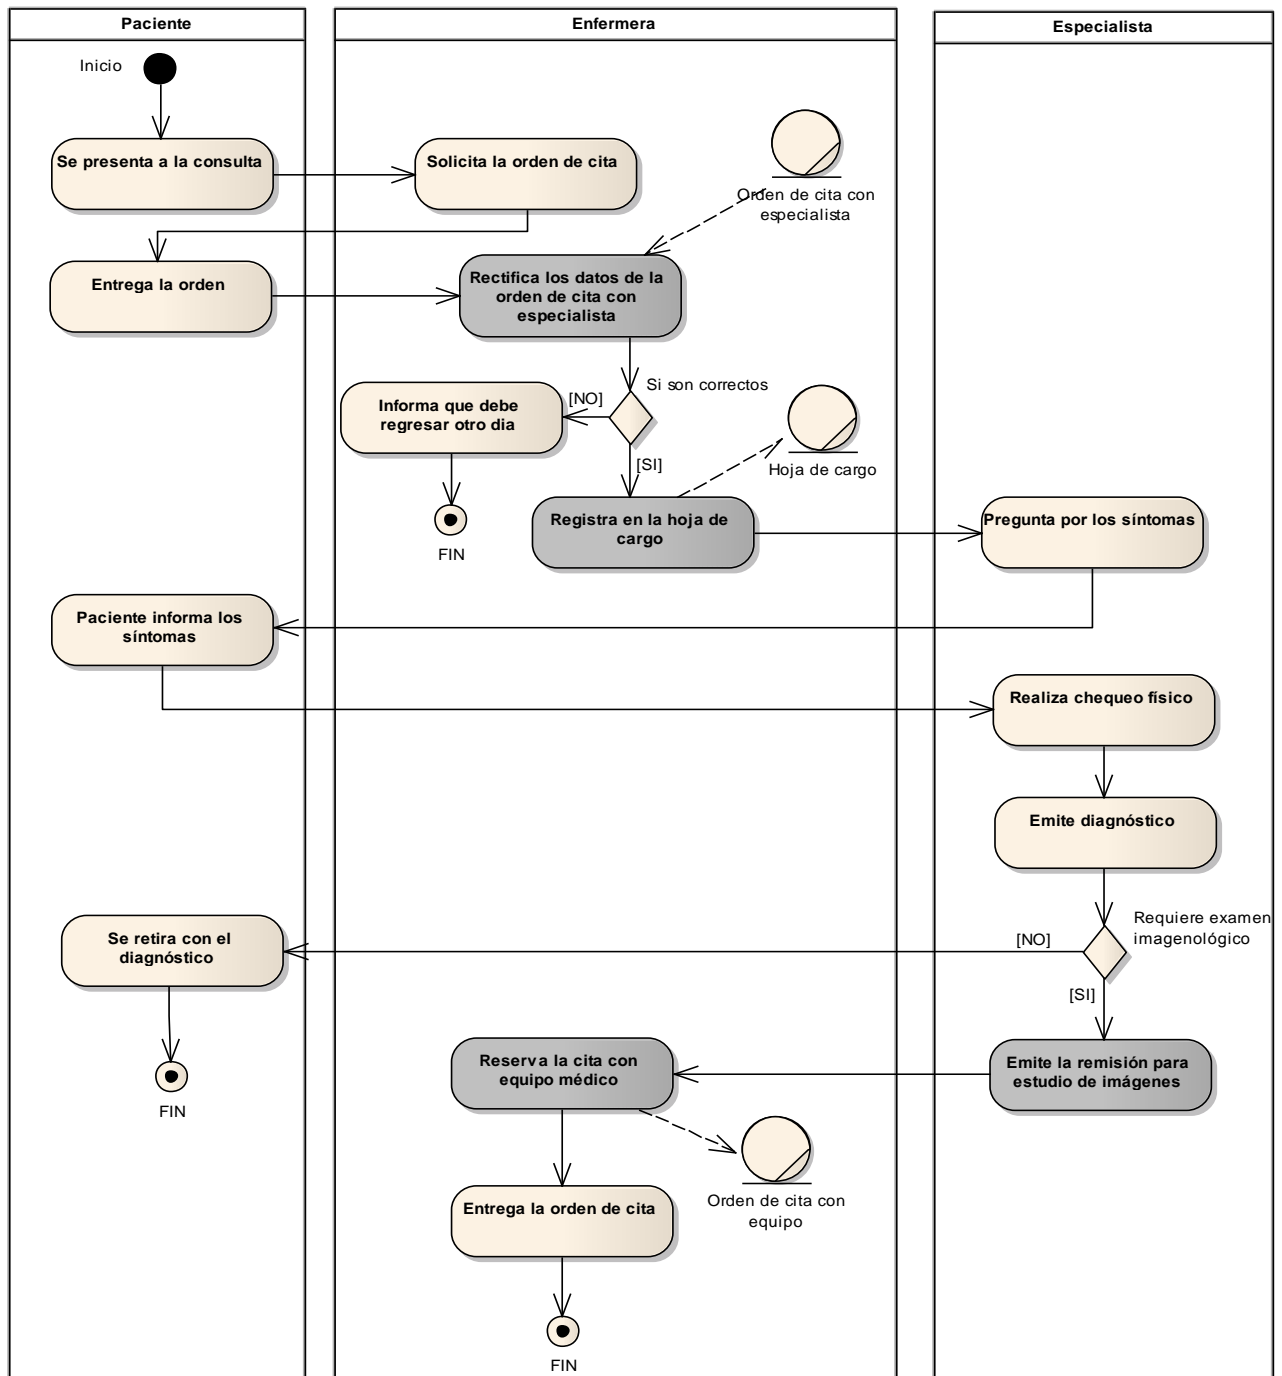 Paciente
Enfermera
Especialista
Inicio
Se presenta a la consulta
Solicita la orden de cita
Orden de cita con
especialista
Entrega la orden
Rectifica los datos de la
orden de cita con
especialista
Si son correctos
[NO]
Informa que debe
regresar otro dia
[SI]
Hoja de cargo
FIN
Registra en la hoja de
cargo
Pregunta por los síntomas
Paciente informa los
síntomas
Realiza chequeo físico
Emite diagnóstico
Requiere examen
imagenológico
[NO]
Se retira con el
diagnóstico
[SI]
Emite la remisión para
estudio de imágenes
Reserva la cita con
equipo médico
FIN
Orden de cita con
equipo
Entrega la orden de cita
FIN